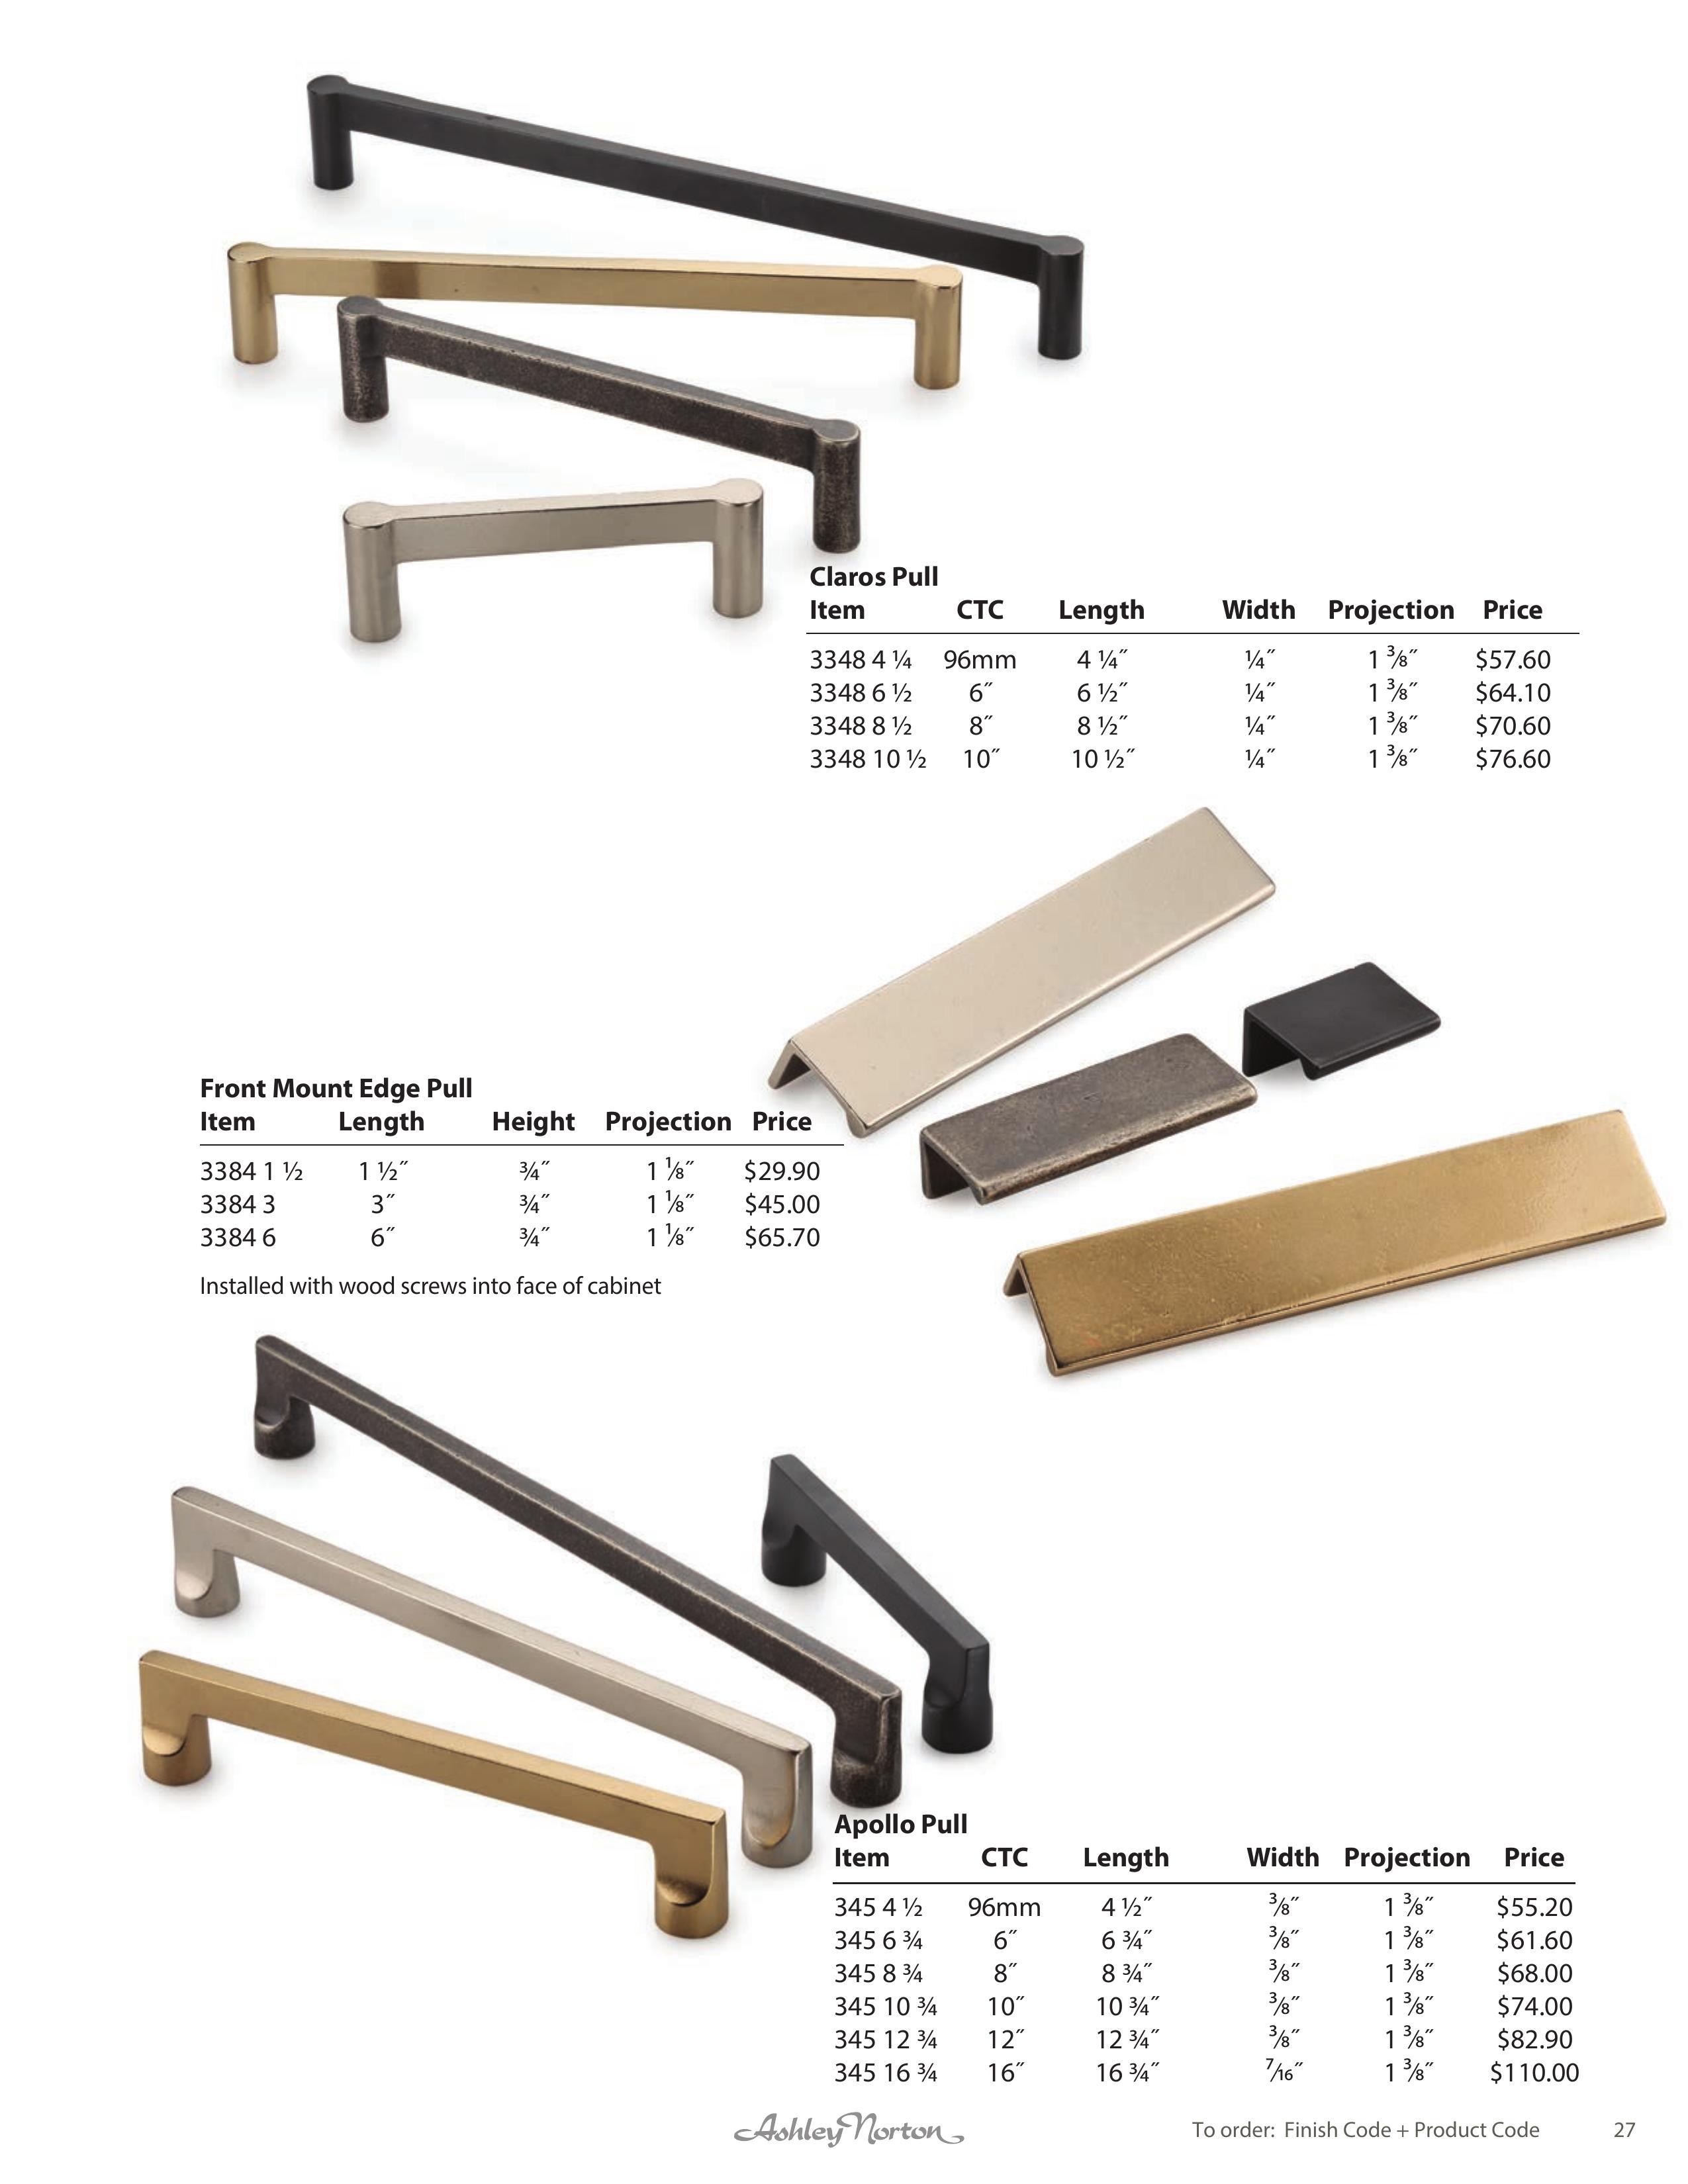 Claros Pull
Item CTC Length Width Projection Price
3348 4 ¼ 96mm 4 ¼″ ¼″ 1 ⅜″ $57.60
3348 6 ½ 6″ 6 ½″ ¼″ 1 ⅜″ $64.10
3348 8 ½ 8″ 8 ½″ ¼″ 1 ⅜″ $70.60
3348 10 ½ 10″ 10 ½″ ¼″ 1 ⅜″ $76.60
Front Mount Edge Pull
Item Length Height Projection Price
3384 1 ½ 1 ½″ ¾″ 1 ⅛″ $29.90
3384 3 3″ ¾″ 1 ⅛″ $45.00
3384 6 6″ ¾″ 1 ⅛″ $65.70
Installed with wood screws into face of cabinet
Apollo Pull
Item CTC Length Width Projection Price
345 4 ½ 96mm 4 ½″ ⅜″ 1 ⅜″ $55.20
345 6 ¾ 6″ 6 ¾″ ⅜″ 1 ⅜″ $61.60
345 8 ¾ 8″ 8 ¾″ ⅜″ 1 ⅜″ $68.00
345 10 ¾ 10″ 10 ¾″ ⅜″ 1 ⅜″ $74.00
345 12 ¾ 12″ 12 ¾″ ⅜″ 1 ⅜″ $82.90
345 16 ¾ 16″ 16 ¾″ 7⁄16″ 1 ⅜″ $110.00
Ashley Norton
To order: Finish Code + Product Code 27